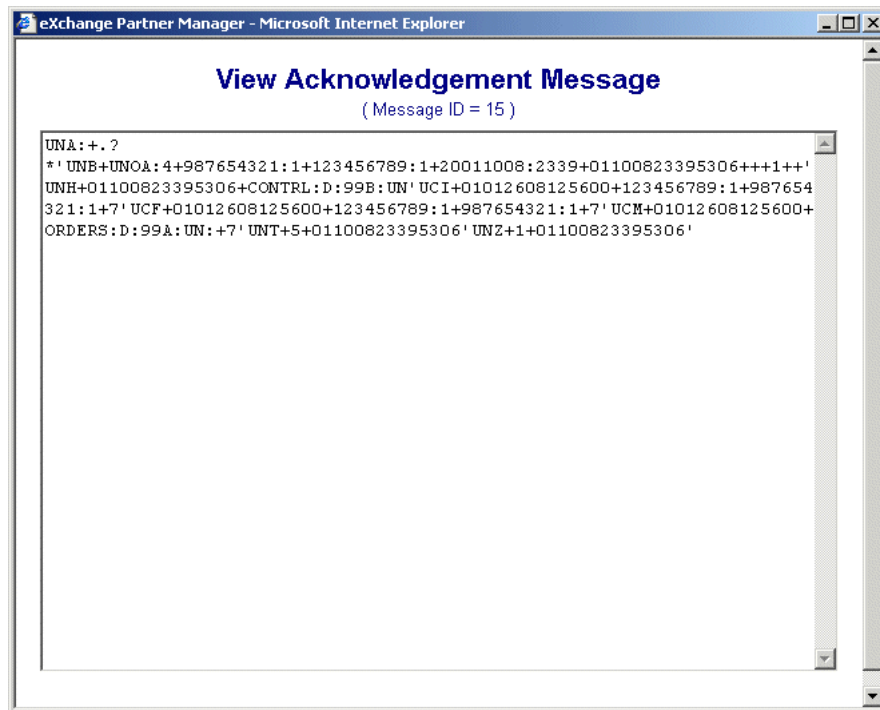 eXchange Partner Manager - Microsoft Internet Explorer
View Acknowledgement Message
( Message ID = 15 )
UNA:+.?
*'UNB+UNOA:4+987654321:1+123456789:1+20011008:2339+01100823395306+++1++'
UNH+01100823395306+CONTRL:D:99B:UN'UCI+01012608125600+123456789:1+987654
321:1+7'UCF+01012608125600+123456789:1+987654321:1+7'UCM+01012608125600+
ORDERS:D:99A:UN:+7'UNT+5+01100823395306'UNZ+1+01100823395306'